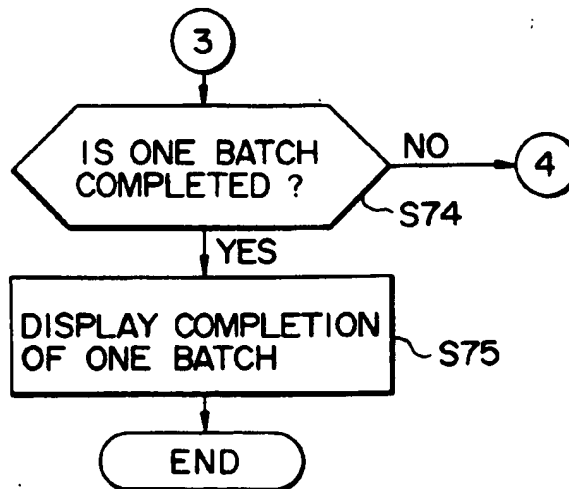 3
IS ONE BATCH
COMPLETED ?
NO
4
S74
YES
DISPLAY COMPLETION
OF ONE BATCH
S75
END